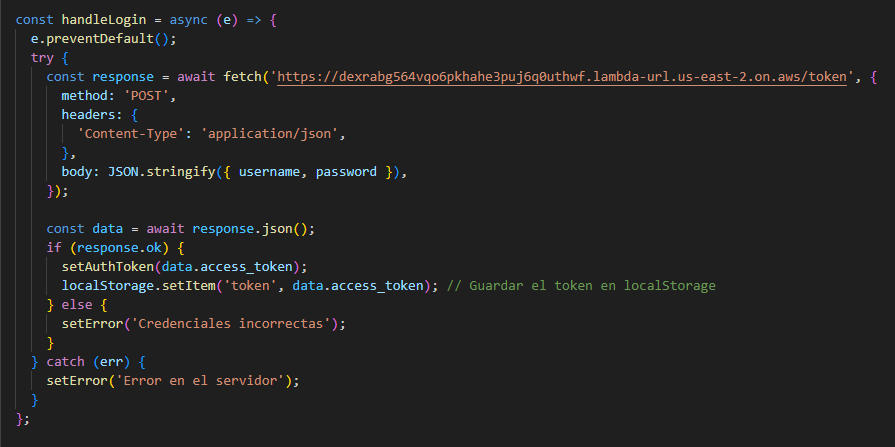 const handleLogin = async (e) => {
  e.preventDefault();
  try {
    const response = await fetch('https://dexrabg564vqo6pkhahe3puj6q0uthwf.lambda-url.us-east-2.on.aws/token', {
      method: 'POST',
      headers: {
        'Content-Type': 'application/json',
      },
      body: JSON.stringify({ username, password }),
    });

    const data = await response.json();
    if (response.ok) {
      setAuthToken(data.access_token);
      localStorage.setItem('token', data.access_token); // Guardar el token en localStorage
    } else {
      setError('Credenciales incorrectas');
    }
  } catch (err) {
    setError('Error en el servidor');
  }
};